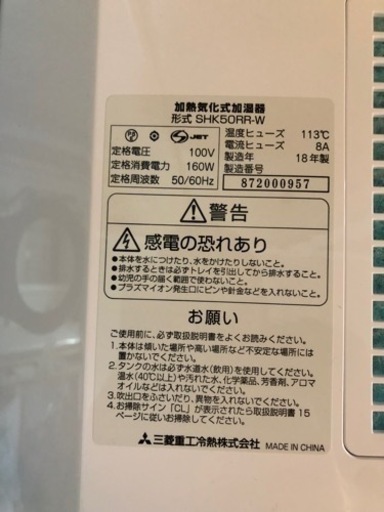 加熱気化式加湿器
形式 SHK50RR-W
PS E JET
定格電圧 100V
定格消費電力 160W
定格周波数 50/60Hz
温度ヒューズ 113℃
電流ヒューズ 8A
製造年 18年製
製造番号
872000957
警告
感電の恐れあり
●本体を水につけたり、水をかけたりしないこと。
●排水するときは必ずトレイを引出してから排水すること。
●幼児の手の届く範囲で使わないこと。
●プラズマイオン発生口にピンや針金などを入れないこと。
お願い
ご使用前に、必ず取扱説明書をよくお読みください。
1.本体は傾いた場所や高い場所など不安定な場所には
置かないでください。
2.タンクの水は必ず水道水(飲用)を使用してください。
温水(40℃以上)や汚れた水、化学薬品、芳香剤、アロマ
オイルなどは入れないでください。
3.吹出口をふさいだり、異物を入れないでください。
4.お掃除サイン「CL」が表示されたら取扱説明書15
ページに従いお掃除してください。
三菱重工冷熱株式会社 MADE IN CHINA